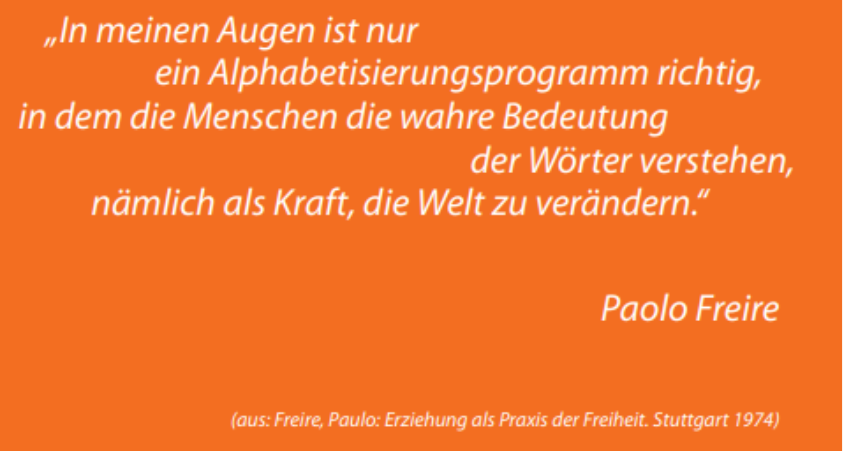 „In meinen Augen ist nur
ein Alphabetisierungsprogramm richtig,
in dem die Menschen die wahre Bedeutung
der Wörter verstehen,
nämlich als Kraft, die Welt zu verändern.“
Paolo Freire
(aus: Freire, Paulo: Erziehung als Praxis der Freiheit. Stuttgart 1974)